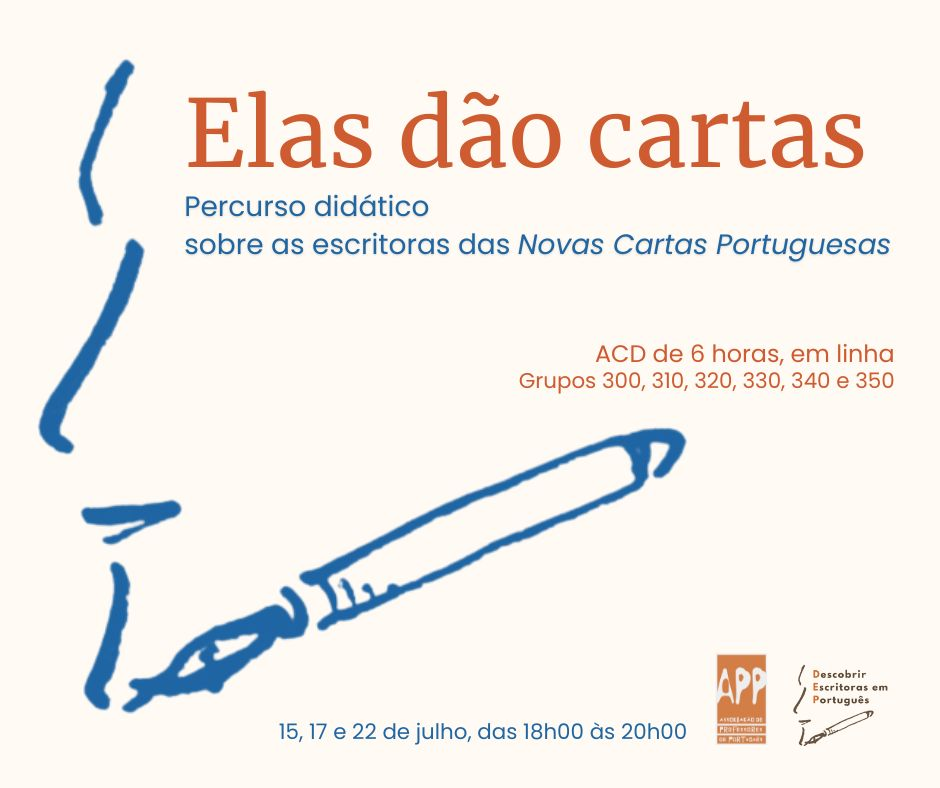 Elas dão cartas
Percurso didático
sobre as escritoras das Novas Cartas Portuguesas
ACD de 6 horas, em linha
Grupos 300, 310, 320, 330, 340 e 350
15, 17 e 22 de julho, das 18h00 às 20h00
APP
ASSOCIAÇÃO DE
PROFESSORES
DE PORTUGUÊS
Descobrir
Escritoras em
Português